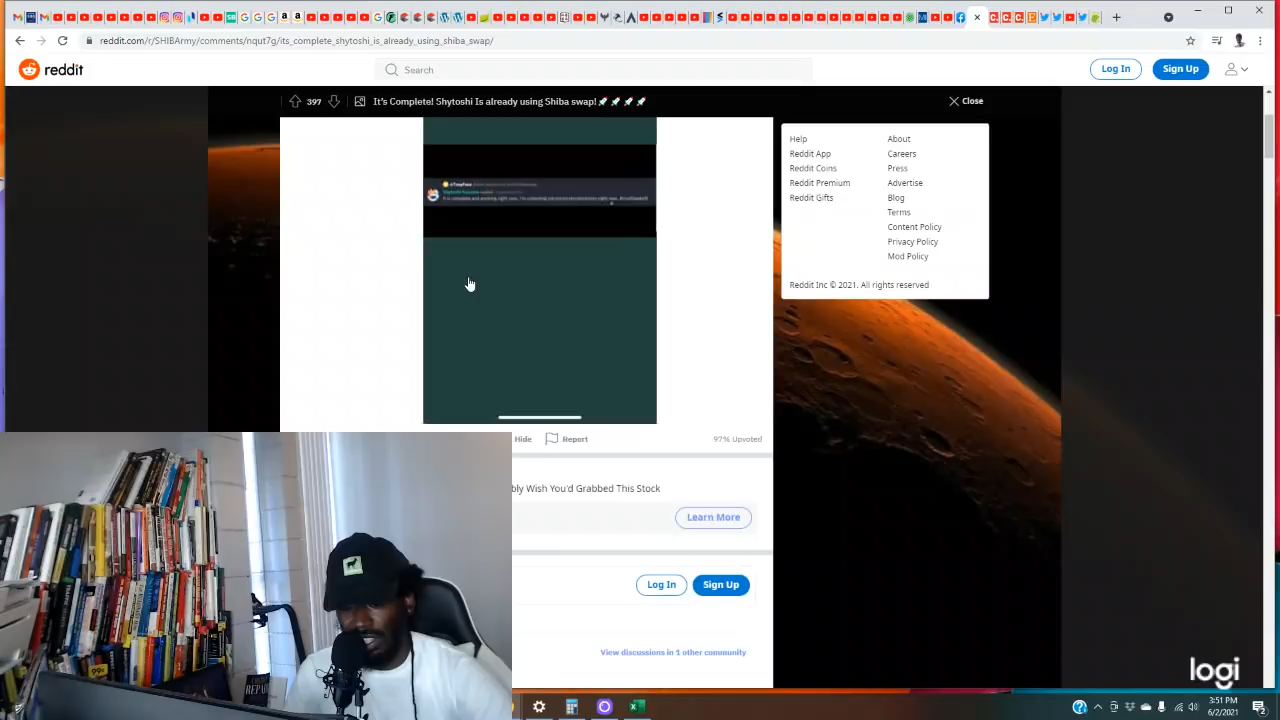 reddit.com/r/SHIBArmy/comments/nqut7g/its_complete_shytoshi_is_already_using_shiba_swap/
reddit
Search
Log In
Sign Up
397
It's Complete! Shytoshi Is already using Shiba swap!🚀 🚀 🚀 🚀
Close
Help
About
Reddit App
Careers
Reddit Coins
Press
Reddit Premium
Advertise
Reddit Gifts
Blog
Terms
Content Policy
Privacy Policy
Mod Policy
Reddit Inc © 2021. All rights reserved
Hide
Report
97% Upvoted
bly Wish You'd Grabbed This Stock
Learn More
Log In
Sign Up
View discussions in 1 other community
logi
3:51 PM
6/2/2021